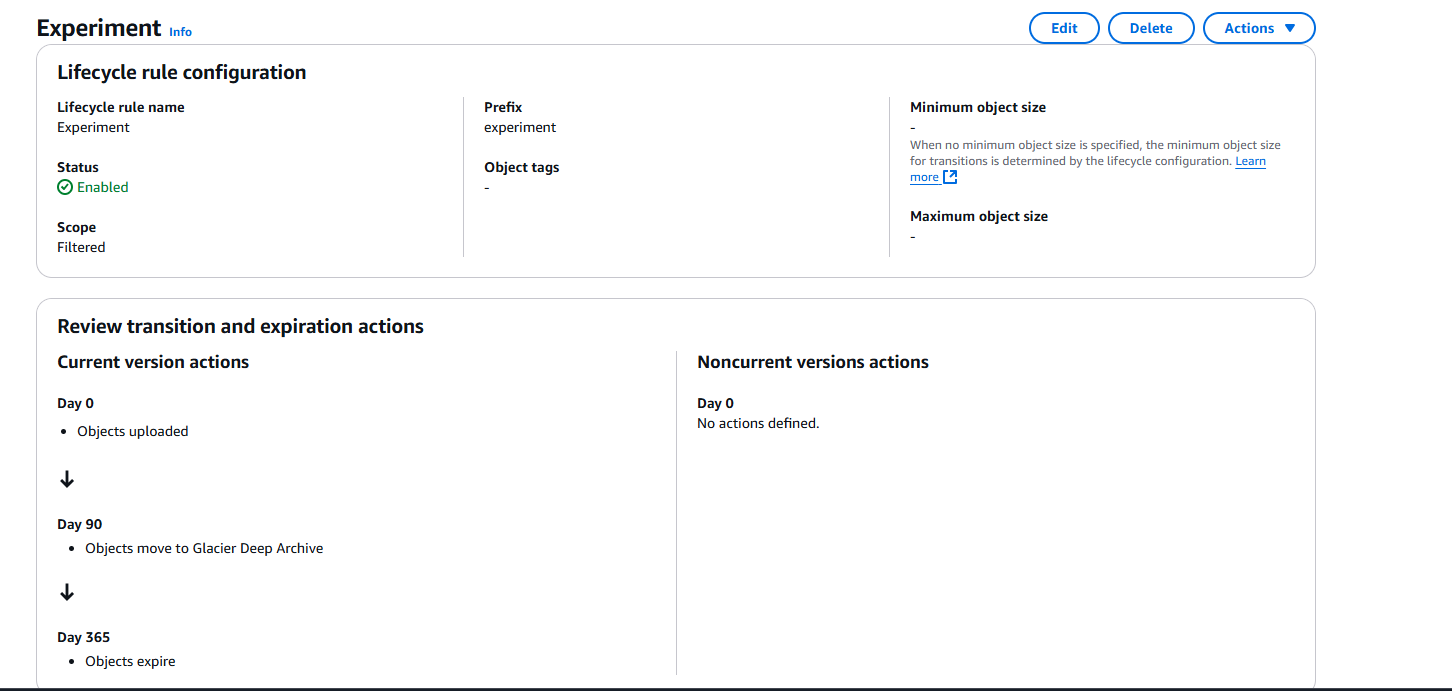 Experiment Info
Edit
Delete
Actions
Lifecycle rule configuration
Lifecycle rule name
Experiment
Status
Enabled
Scope
Filtered
Prefix
experiment
Object tags
-
Minimum object size
-
When no minimum object size is specified, the minimum object size
for transitions is determined by the lifecycle configuration. Learn
more
Maximum object size
-
Review transition and expiration actions
Current version actions
Day 0
• Objects uploaded
Day 90
• Objects move to Glacier Deep Archive
Day 365
• Objects expire
Noncurrent versions actions
Day 0
No actions defined.